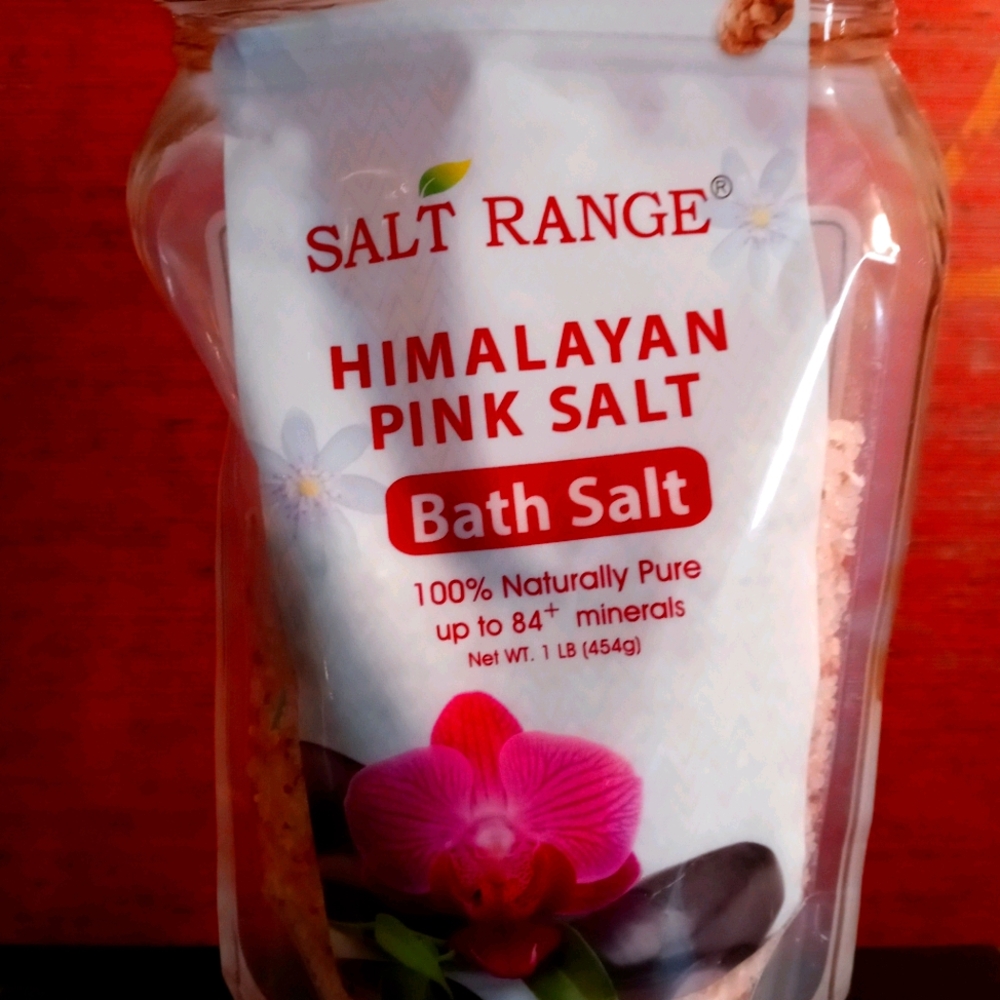 SALT RANGE®
HIMALAYAN
PINK SALT
Bath Salt
100% Naturally Pure
up to 84+ minerals
Net WT. 1 LB (454g)